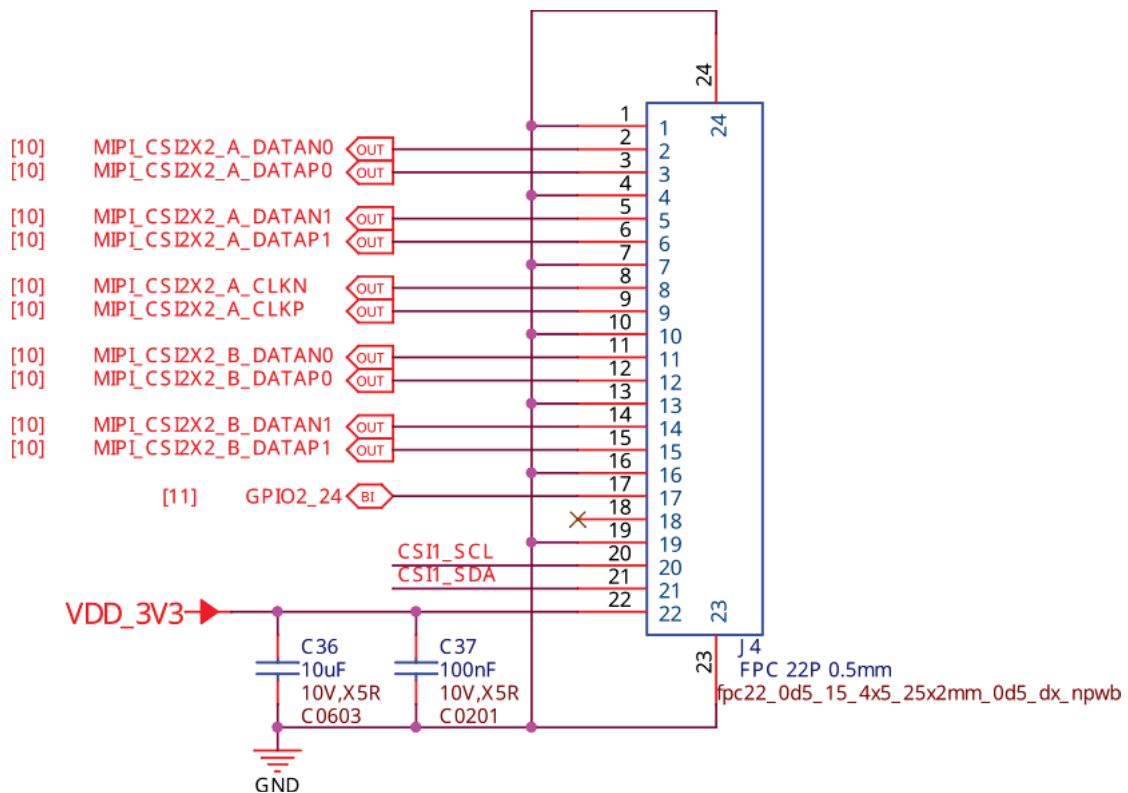 24
24
1 1
[10] MIPI_CSI2X2_A_DATAN0 OUT 2 2
[10] MIPI_CSI2X2_A_DATAP0 OUT 3 3
4 4
[10] MIPI_CSI2X2_A_DATAN1 OUT 5 5
[10] MIPI_CSI2X2_A_DATAP1 OUT 6 6
7 7
[10] MIPI_CSI2X2_A_CLKN OUT 8 8
[10] MIPI_CSI2X2_A_CLKP OUT 9 9
10 10
[10] MIPI_CSI2X2_B_DATAN0 OUT 11 11
[10] MIPI_CSI2X2_B_DATAP0 OUT 12 12
13 13
[10] MIPI_CSI2X2_B_DATAN1 OUT 14 14
[10] MIPI_CSI2X2_B_DATAP1 OUT 15 15
16 16
[11] GPIO2_24 BI 17 17
18 18
19 19
CSI1_SCL 20 20
CSI1_SDA 21 21
VDD_3V3 22 22
23
23
C36
10uF
10V,X5R
C0603
C37
100nF
10V,X5R
C0201
J4
FPC 22P 0.5mm
fpc22_0d5_15_4x5_25x2mm_0d5_dx_npwb
GND